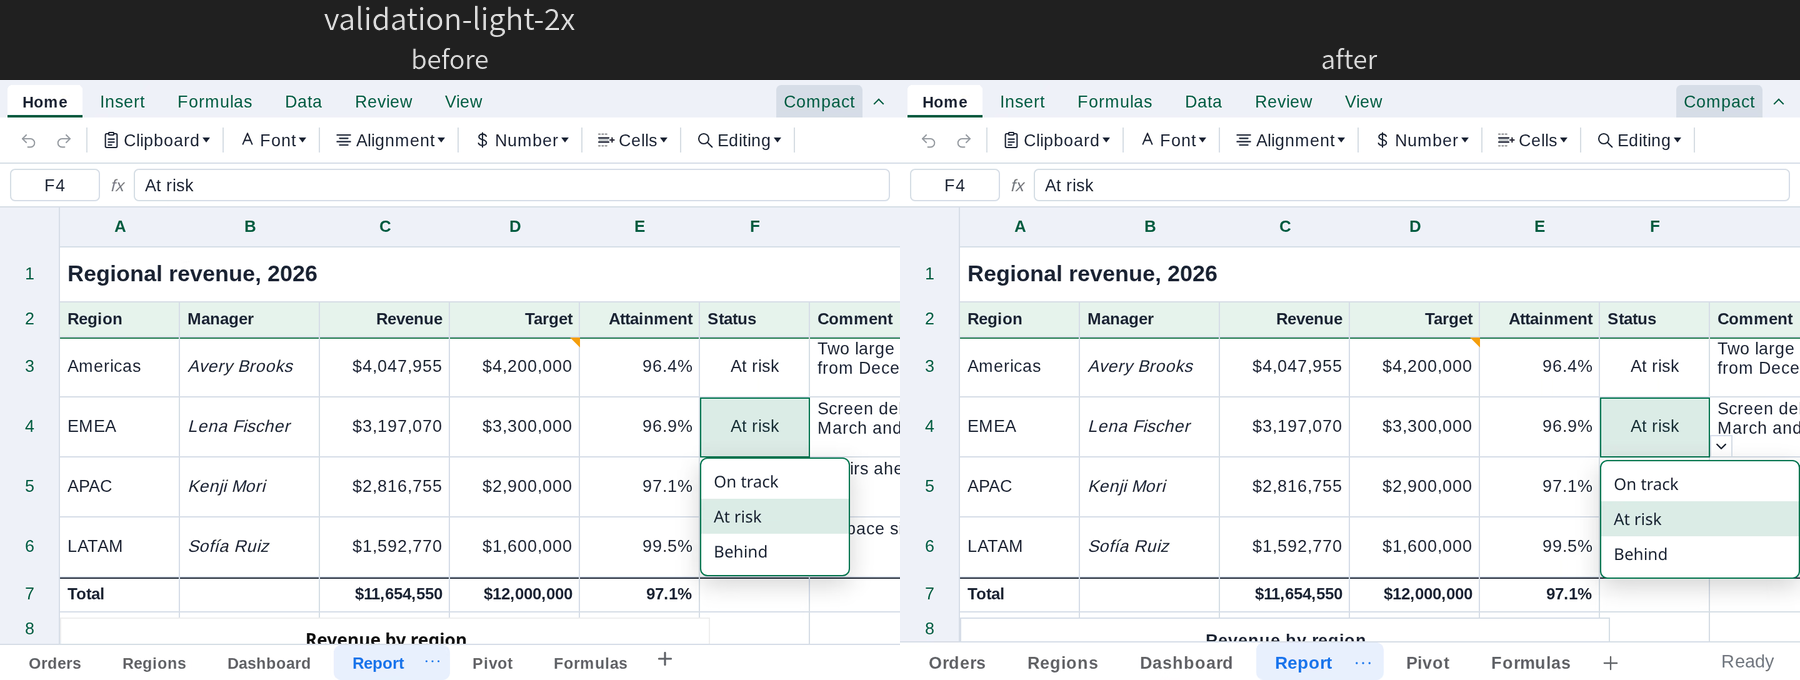 validation-light-2x
before
after
Home Insert Formulas Data Review View Compact
Clipboard Font Alignment $ Number Cells Editing
F4 fx At risk
A B C D E F
1 Regional revenue, 2026
2 Region Manager Revenue Target Attainment Status Comment
3 Americas Avery Brooks $4,047,955 $4,200,000 96.4% At risk Two large
from Dece
4 EMEA Lena Fischer $3,197,070 $3,300,000 96.9% At risk Screen de
March and
5 APAC Kenji Mori $2,816,755 $2,900,000 97.1% irs ahe
On track
At risk
6 LATAM Sofía Ruiz $1,592,770 $1,600,000 99.5% pace s
Behind
7 Total $11,654,550 $12,000,000 97.1%
8 Revenue by region
Orders Regions Dashboard Report ··· Pivot Formulas +
Home Insert Formulas Data Review View Compact
Clipboard Font Alignment $ Number Cells Editing
F4 fx At risk
A B C D E F
1 Regional revenue, 2026
2 Region Manager Revenue Target Attainment Status Comment
3 Americas Avery Brooks $4,047,955 $4,200,000 96.4% At risk Two large
from Dece
4 EMEA Lena Fischer $3,197,070 $3,300,000 96.9% At risk Screen de
March and
5 APAC Kenji Mori $2,816,755 $2,900,000 97.1%
On track
At risk
6 LATAM Sofía Ruiz $1,592,770 $1,600,000 99.5%
Behind
7 Total $11,654,550 $12,000,000 97.1%
8 Revenue by region
Orders Regions Dashboard Report ··· Pivot Formulas + Ready